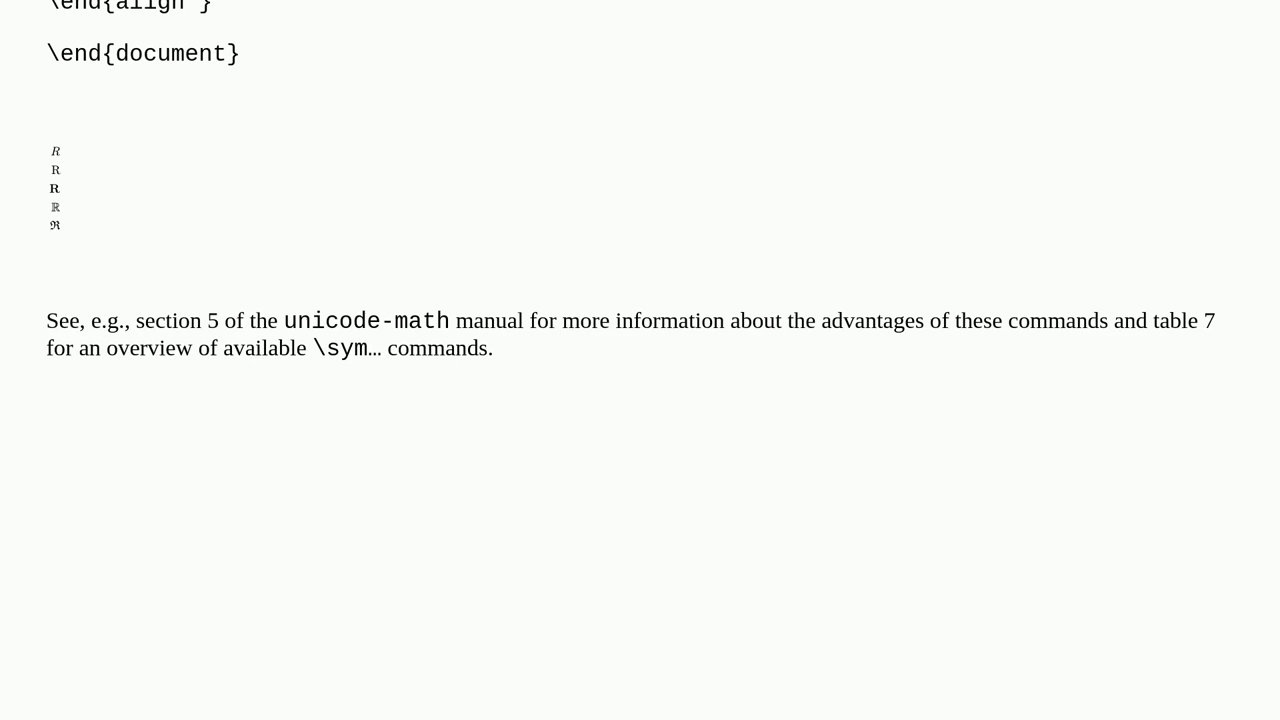 \end{align*}
\end{document}
R
R
R
ℝ
ℜ
See, e.g., section 5 of the unicode-math manual for more information about the advantages of these commands and table 7
for an overview of available \sym… commands.